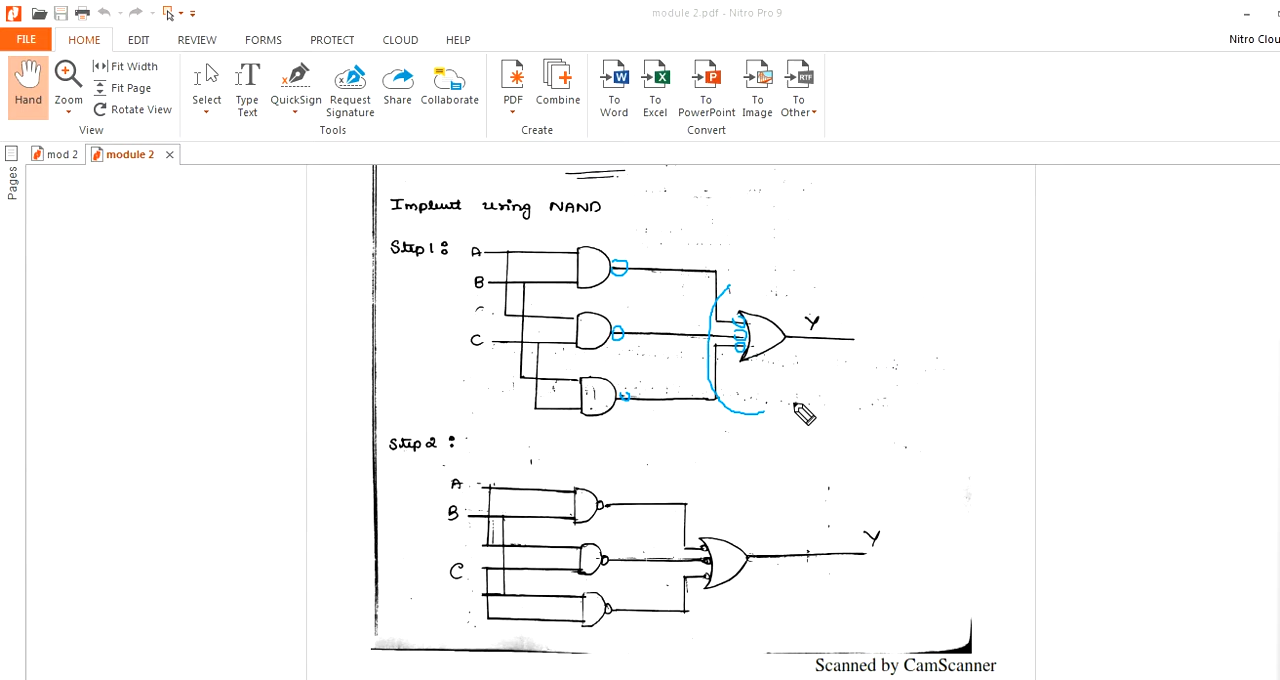 module 2.pdf - Nitro Pro 9
FILE HOME EDIT REVIEW FORMS PROTECT CLOUD HELP
Nitro Clou
Hand
Zoom
Fit Width
Fit Page
Rotate View
View
Select
Type Text
QuickSign
Request Signature
Share
Collaborate
Tools
PDF
Combine
Create
To Word
To Excel
To PowerPoint
To Image
To Other
Convert
mod 2
module 2
Pages
Implemt using NAND
Step 1:
A
B
C
Y
Step 2:
A
B
C
Y
Scanned by CamScanner